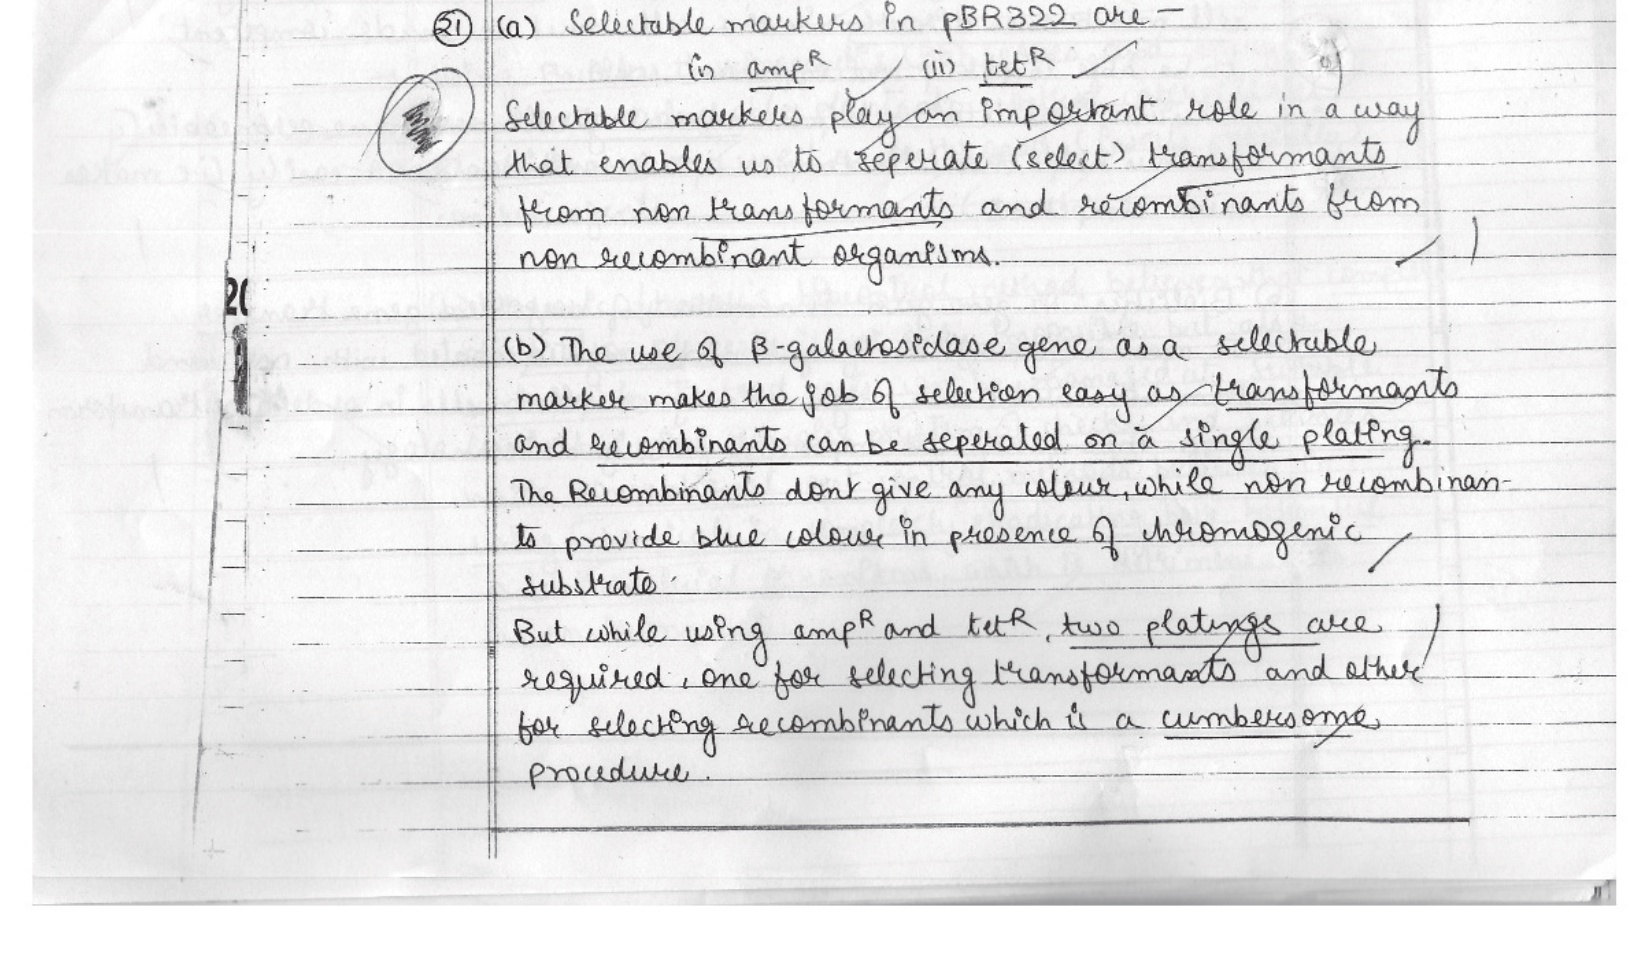 21 (a) Selectable markers in pBR322 are -
(i) amp^R (ii) tet^R
Selectable markers play an important role in a way
that enables us to seperate (select) transformants
from non transformants and recombinants from
non recombinant organisms.
20
(b) The use of β-galactosidase gene as a selectable
marker makes the job of selection easy as transformants
and recombinants can be seperated on a single plating.
The Recombinants dont give any colour, while non recombinan-
ts provide blue colour in presence of chromogenic
substrate.
But while using amp^R and tet^R, two platings are
required, one for selecting transformants and other
for selecting recombinants which is a cumbersome
procedure.